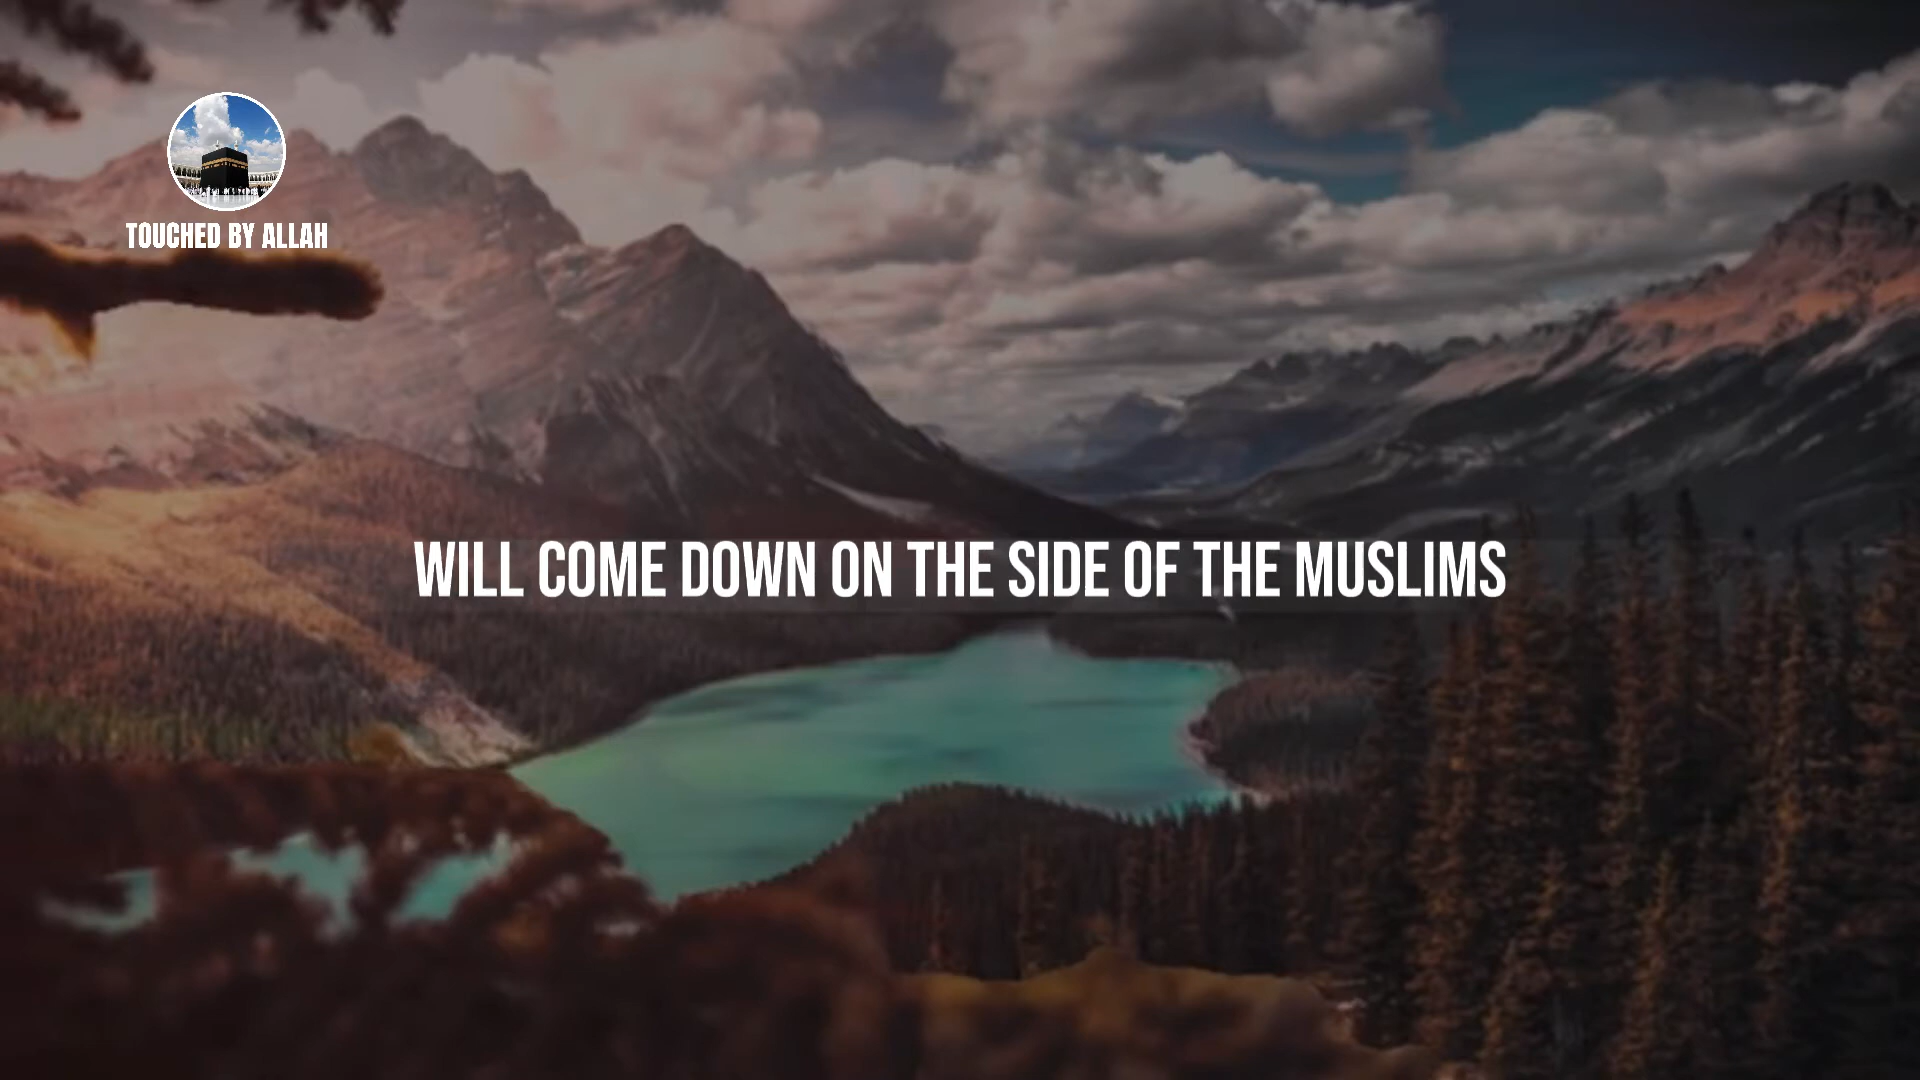 TOUCHED BY ALLAH
WILL COME DOWN ON THE SIDE OF THE MUSLIMS